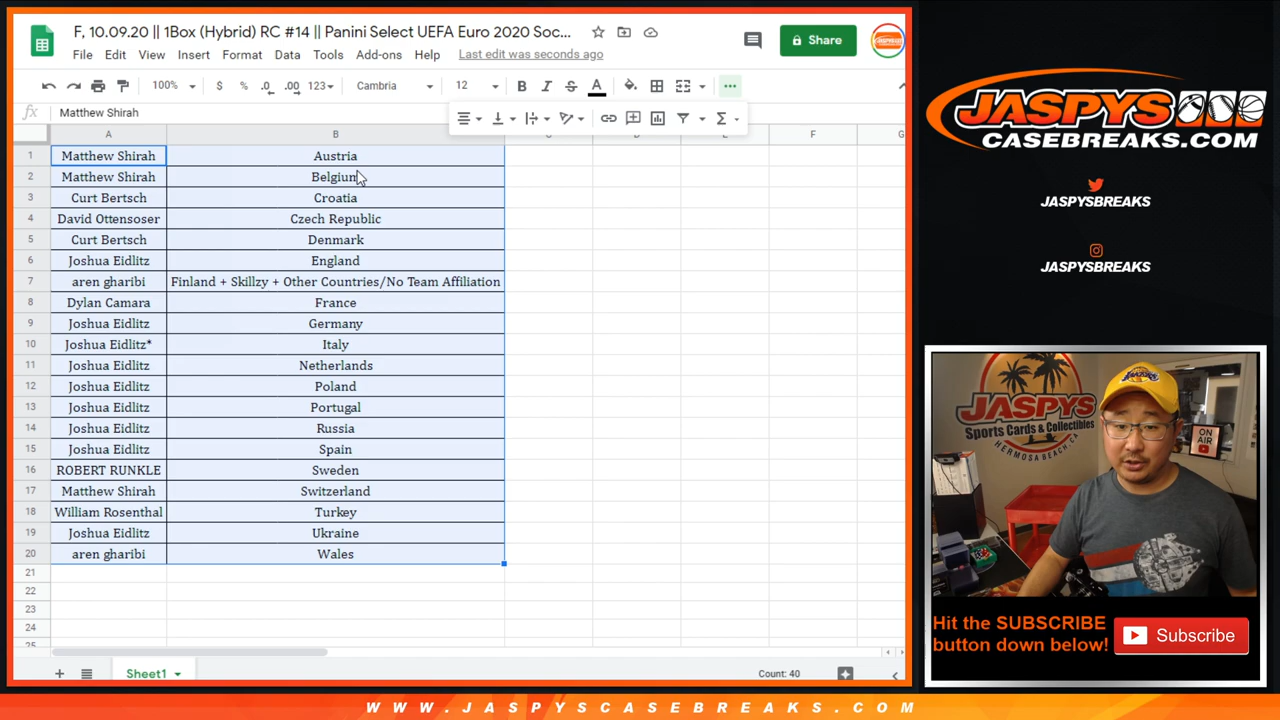 F, 10.09.20 || 1Box (Hybrid) RC #14 || Panini Select UEFA Euro 2020 Soc...
File Edit View Insert Format Data Tools Add-ons Help Last edit was seconds ago
Share
100% $ % .0 .00 123 Cambria 12 B I S A
fx Matthew Shirah
A B F G
1 Matthew Shirah Austria
2 Matthew Shirah Belgium
3 Curt Bertsch Croatia
4 David Ottensoser Czech Republic
5 Curt Bertsch Denmark
6 Joshua Eidlitz England
7 aren gharibi Finland + Skillzy + Other Countries/No Team Affiliation
8 Dylan Camara France
9 Joshua Eidlitz Germany
10 Joshua Eidlitz* Italy
11 Joshua Eidlitz Netherlands
12 Joshua Eidlitz Poland
13 Joshua Eidlitz Portugal
14 Joshua Eidlitz Russia
15 Joshua Eidlitz Spain
16 ROBERT RUNKLE Sweden
17 Matthew Shirah Switzerland
18 William Rosenthal Turkey
19 Joshua Eidlitz Ukraine
20 aren gharibi Wales
21
22
23
24
25
Sheet1
Count: 40
JASPYS
CASEBREAKS.COM
JASPYSBREAKS
JASPYSBREAKS
JASPYS
Sports Cards & Collectibles
HERMOSA BEACH, CA
ON AIR
Hit the SUBSCRIBE
button down below!
Subscribe
WWW.JASPYSCASEBREAKS.COM